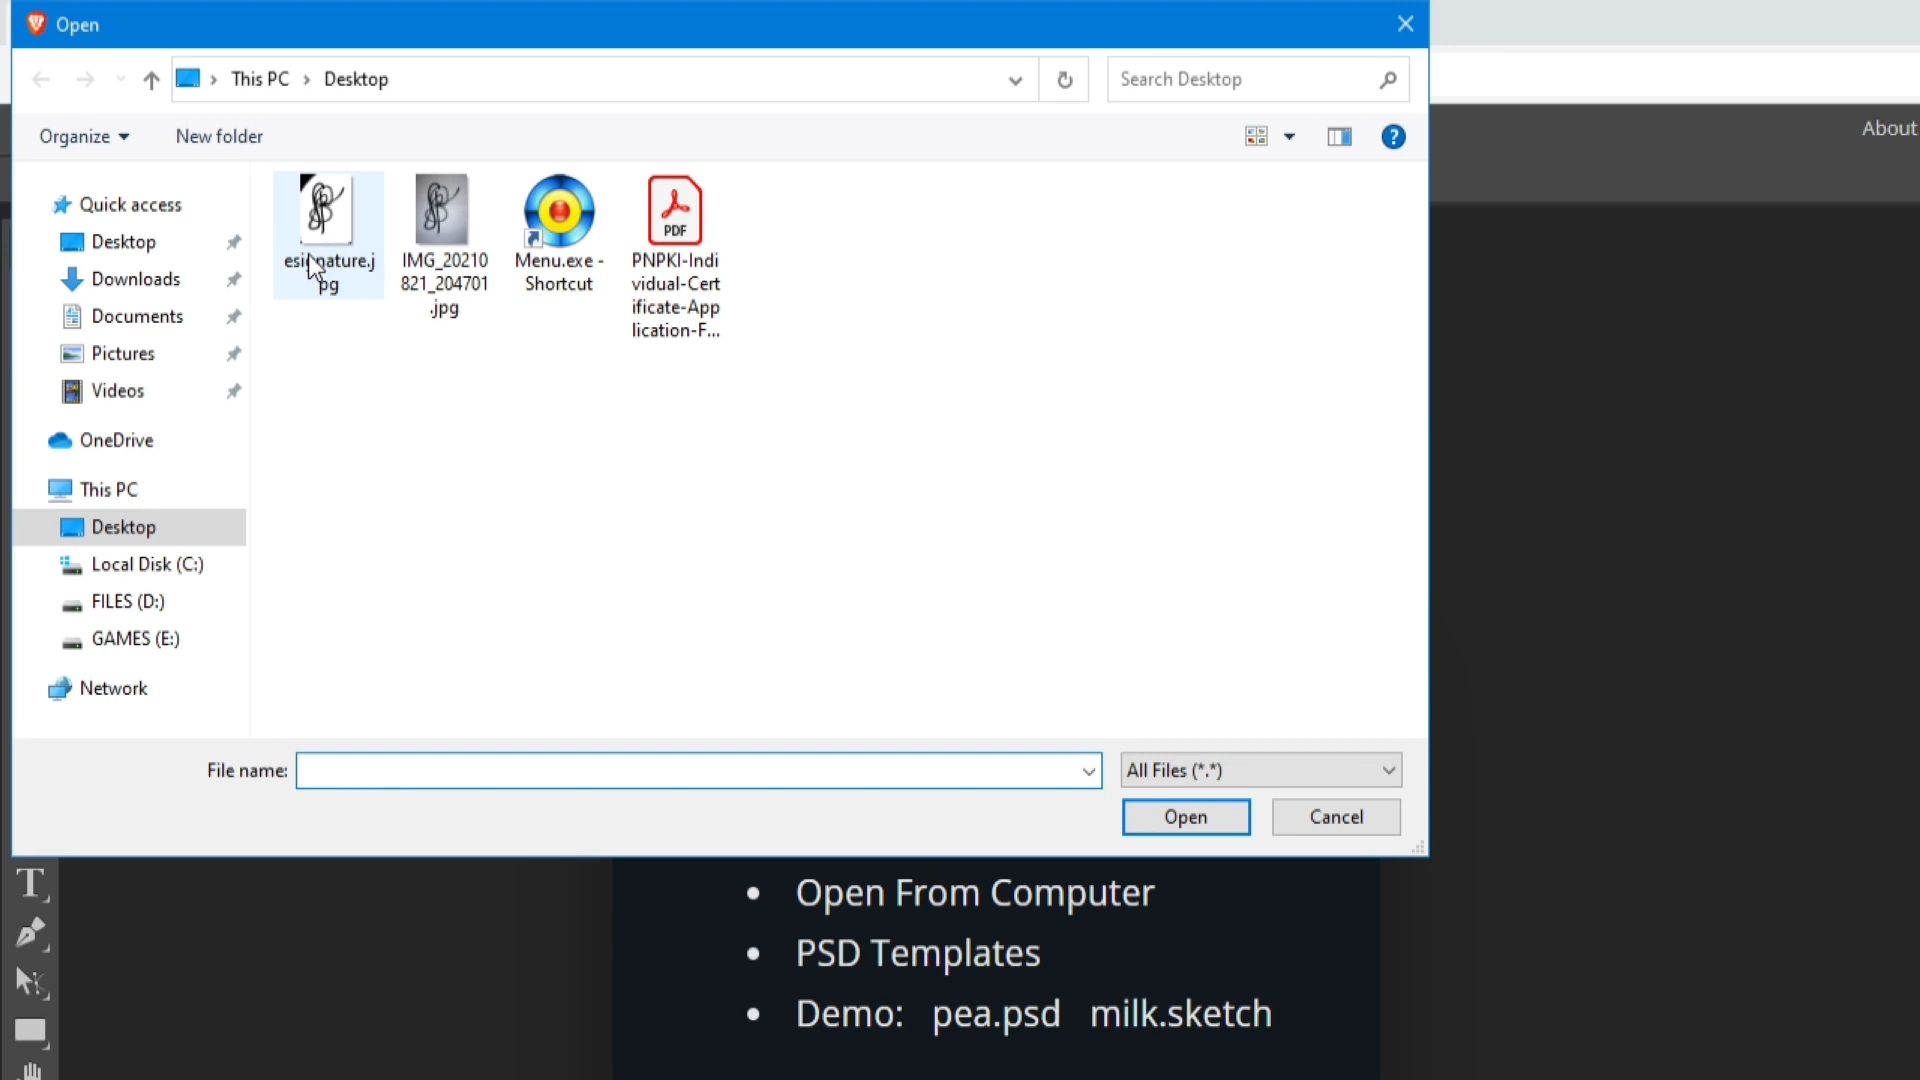 Open
This PC > Desktop
Search Desktop
About
Organize
New folder
?
Quick access
Desktop
Downloads
Documents
Pictures
Videos
OneDrive
This PC
Desktop
Local Disk (C:)
FILES (D:)
GAMES (E:)
Network
esignature.j
pg
IMG_20210
821_204701
.jpg
Menu.exe -
Shortcut
PDF
PNPKI-Indi
vidual-Cert
ificate-App
lication-F...
File name:
All Files (*.*)
Open
Cancel
T
• Open From Computer
• PSD Templates
• Demo: pea.psd milk.sketch